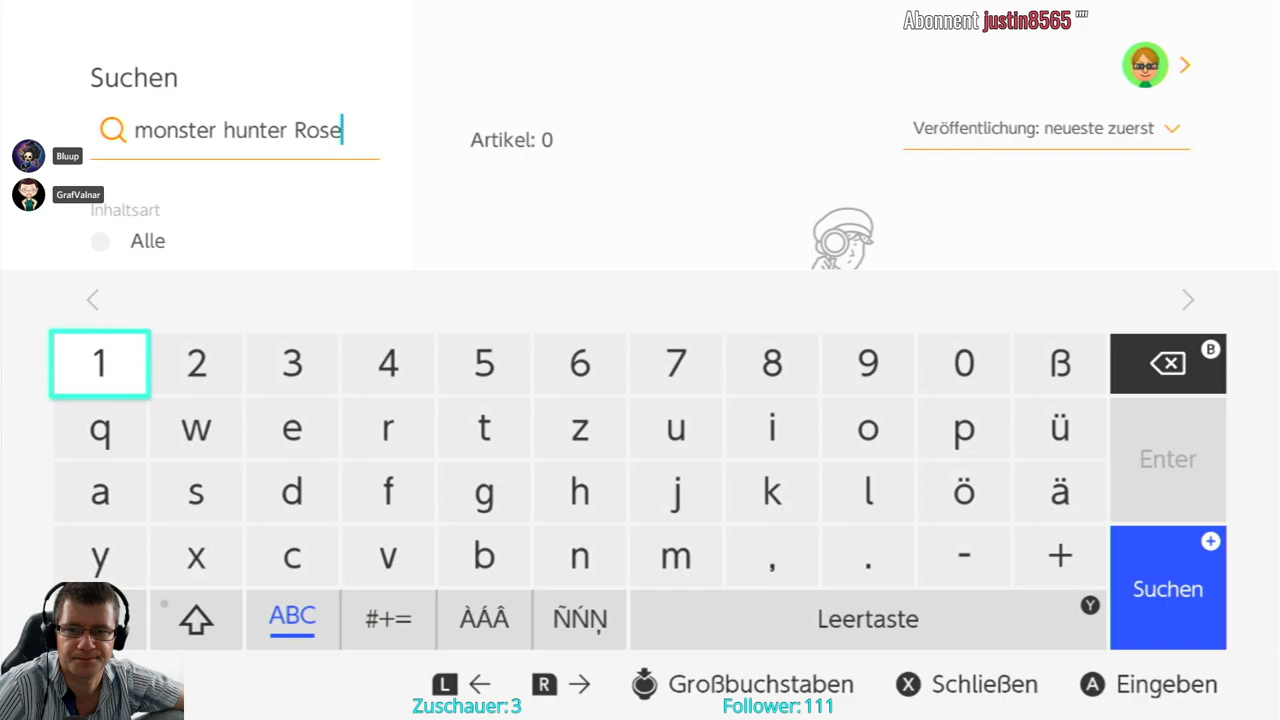 Abonnent justin8565 """
Suchen
monster hunter Rose
Artikel: 0
Veröffentlichung: neueste zuerst
Bluup
GrafValnar
Inhaltsart
Alle
1 2 3 4 5 6 7 8 9 0 ß B
q w e r t z u i o p ü
Enter
a s d f g h j k l ö ä
y x c v b n m , . - +
Suchen
ABC #+= ÀÁÂ ÑŃŅ Leertaste Y
L ← R → Großbuchstaben X Schließen A Eingeben
Zuschauer: 3 Follower: 111